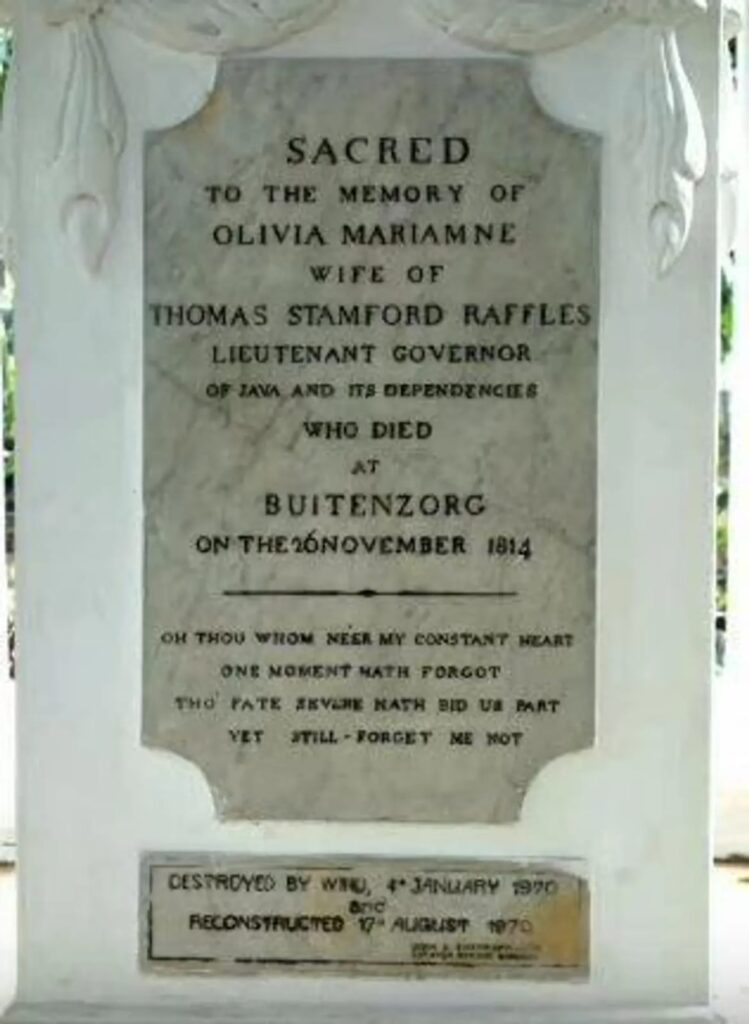 SACRED
TO THE MEMORY OF
OLIVIA MARIAMNE
WIFE OF
THOMAS STAMFORD RAFFLES
LIEUTENANT GOVERNOR
OF JAVA AND ITS DEPENDENCIES
WHO DIED
AT
BUITENZORG
ON THE 26 NOVEMBER 1814
OH THOU WHOM NE'ER MY CONSTANT HEART
ONE MOMENT HATH FORGOT
THO' FATE SEVERE HATH BID US PART
YET STILL - FORGET ME NOT
DESTROYED BY WIND, 4th JANUARY 1970
and
RECONSTRUCTED 17th AUGUST 1970